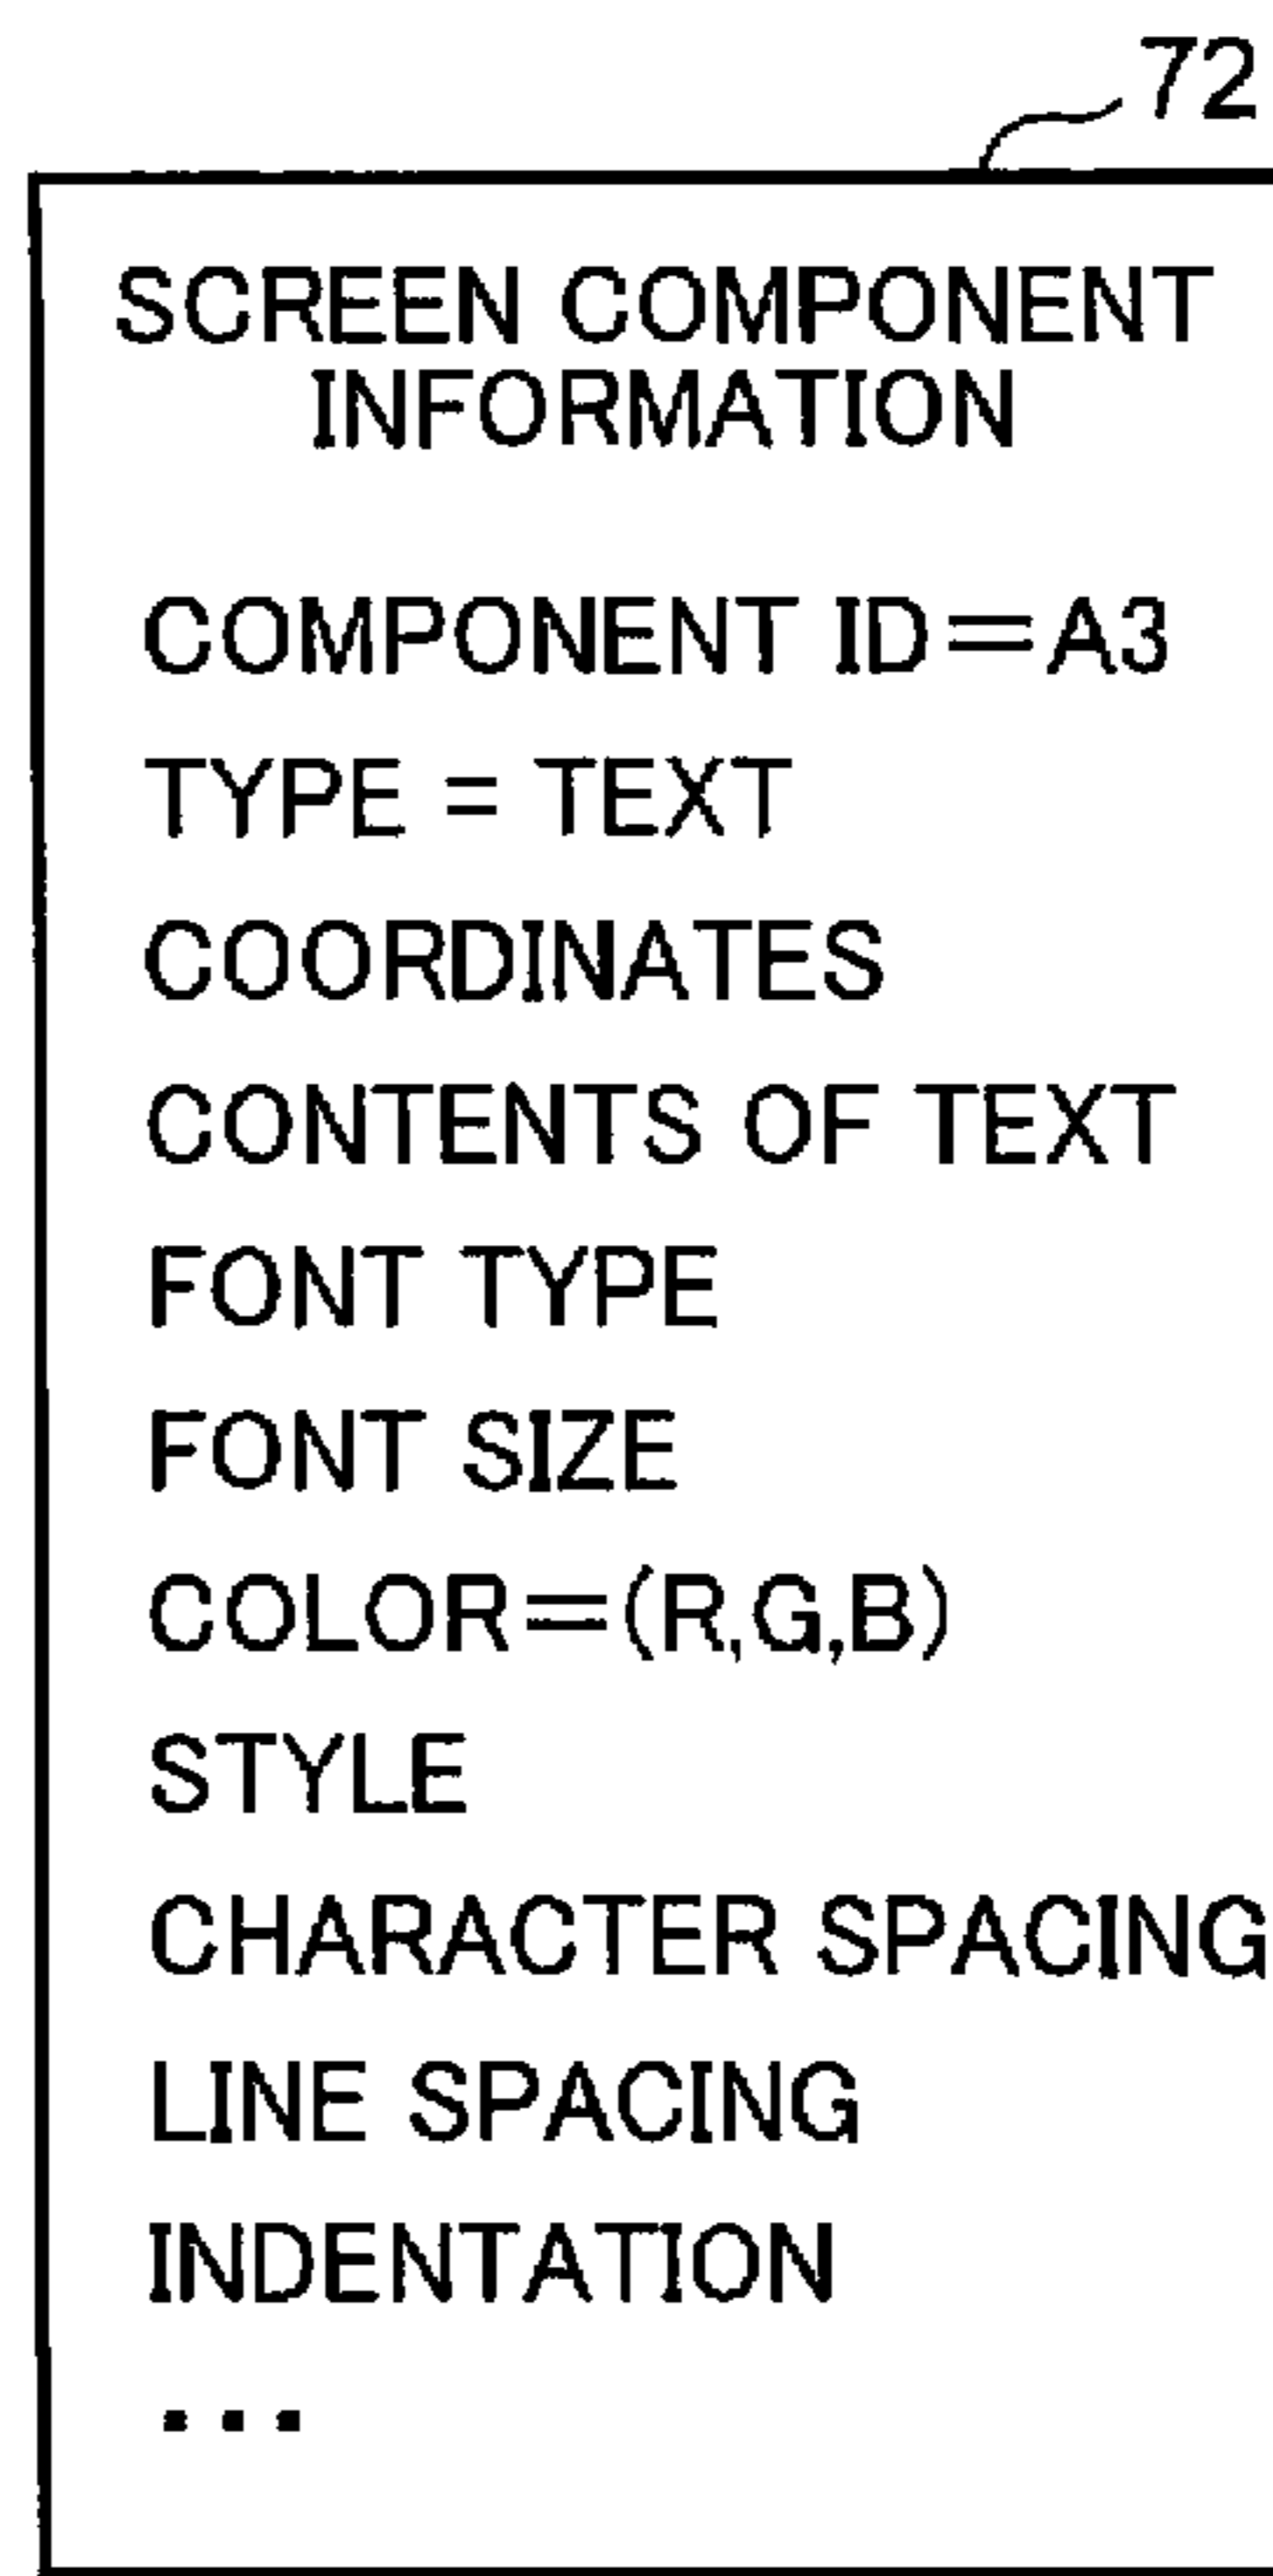 72
SCREEN COMPONENT
INFORMATION
COMPONENT ID=A3
TYPE = TEXT
COORDINATES
CONTENTS OF TEXT
FONT TYPE
FONT SIZE
COLOR=(R,G,B)
STYLE
CHARACTER SPACING
LINE SPACING
INDENTATION
...